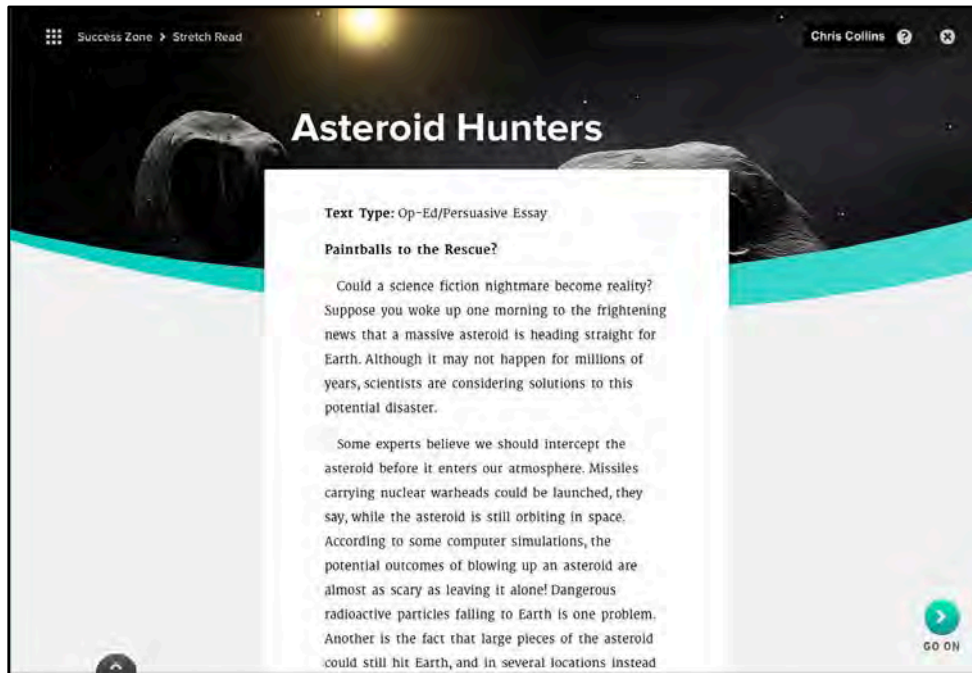 Success Zone > Stretch Read
Chris Collins ?
Asteroid Hunters
Text Type: Op-Ed/Persuasive Essay
Paintballs to the Rescue?
Could a science fiction nightmare become reality?
Suppose you woke up one morning to the frightening
news that a massive asteroid is heading straight for
Earth. Although it may not happen for millions of
years, scientists are considering solutions to this
potential disaster.
Some experts believe we should intercept the
asteroid before it enters our atmosphere. Missiles
carrying nuclear warheads could be launched, they
say, while the asteroid is still orbiting in space.
According to some computer simulations, the
potential outcomes of blowing up an asteroid are
almost as scary as leaving it alone! Dangerous
radioactive particles falling to Earth is one problem.
Another is the fact that large pieces of the asteroid
could still hit Earth, and in several locations instead
GO ON